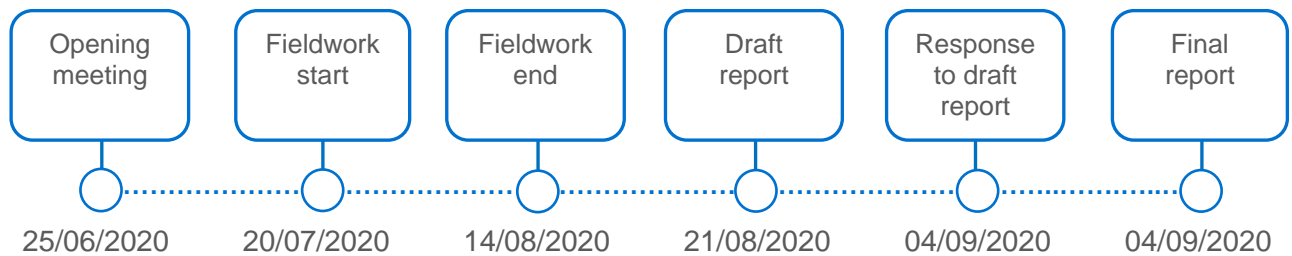 Opening
meeting
Fieldwork
start
Fieldwork
end
Draft
report
Response
to draft
report
Final
report
25/06/2020
20/07/2020
14/08/2020
21/08/2020
04/09/2020
04/09/2020